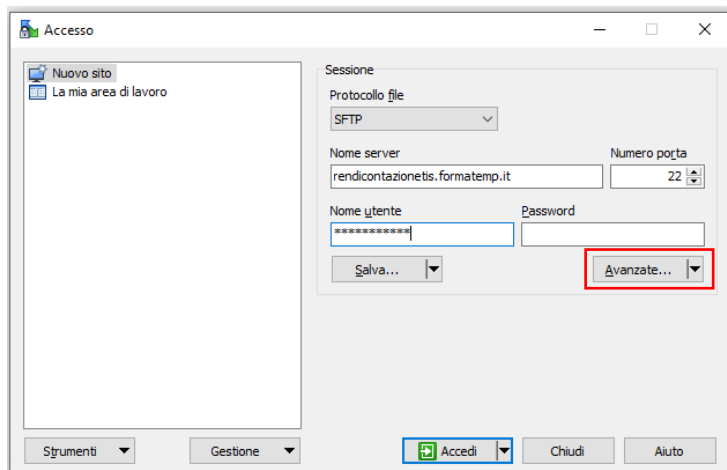 Accesso
Nuovo sito
La mia area di lavoro
Sessione
Protocollo file
SFTP
Nome server
Numero porta
rendicontazionetis.formatemp.it
22
Nome utente
Password
***********
Salva...
Avanzate...
Strumenti
Gestione
Accedi
Chiudi
Aiuto